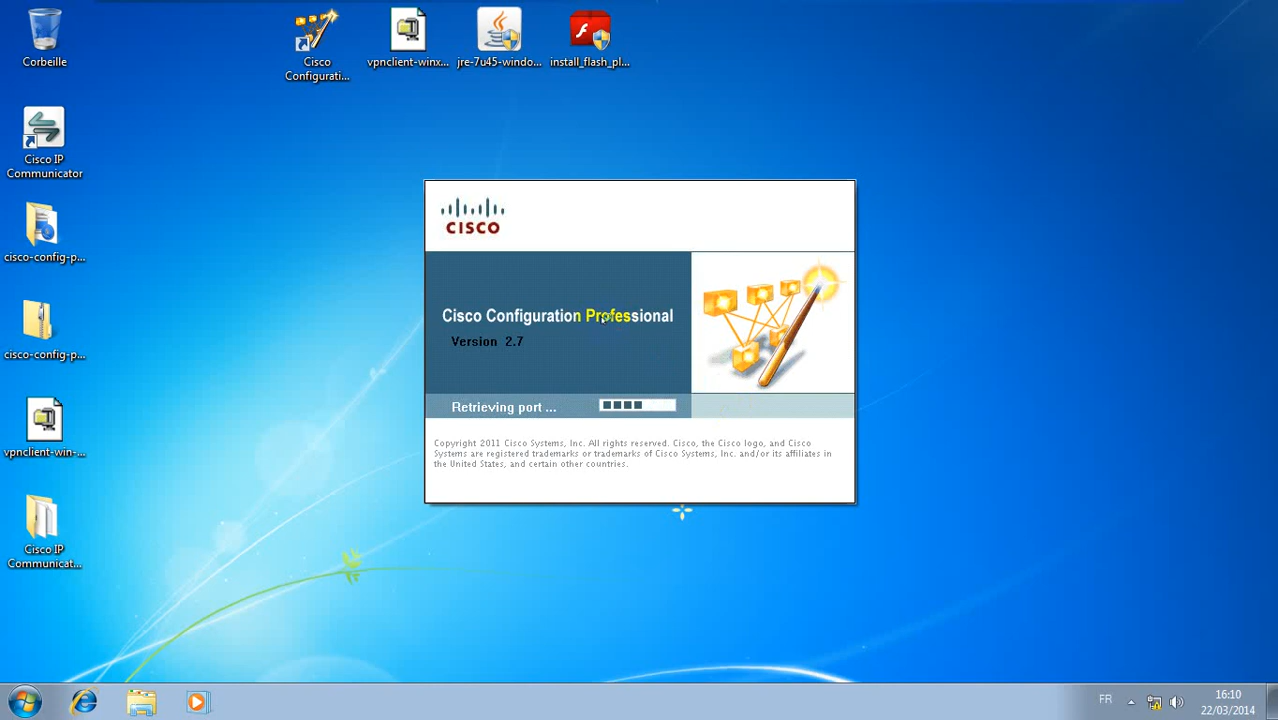 Corbeille
Cisco
Configurati...
vpnclient-winx...
jre-7u45-windo...
install_flash_pl...
Cisco IP
Communicator
cisco-config-p...
cisco-config-p...
vpnclient-win-...
Cisco IP
Communicat...
CISCO
Cisco Configuration Professional
Version 2.7
Retrieving port ...
Copyright 2011 Cisco Systems, Inc. All rights reserved. Cisco, the Cisco logo, and Cisco
Systems are registered trademarks or trademarks of Cisco Systems, Inc. and/or its affiliates in
the United States, and certain other countries.
FR
16:10
22/03/2014